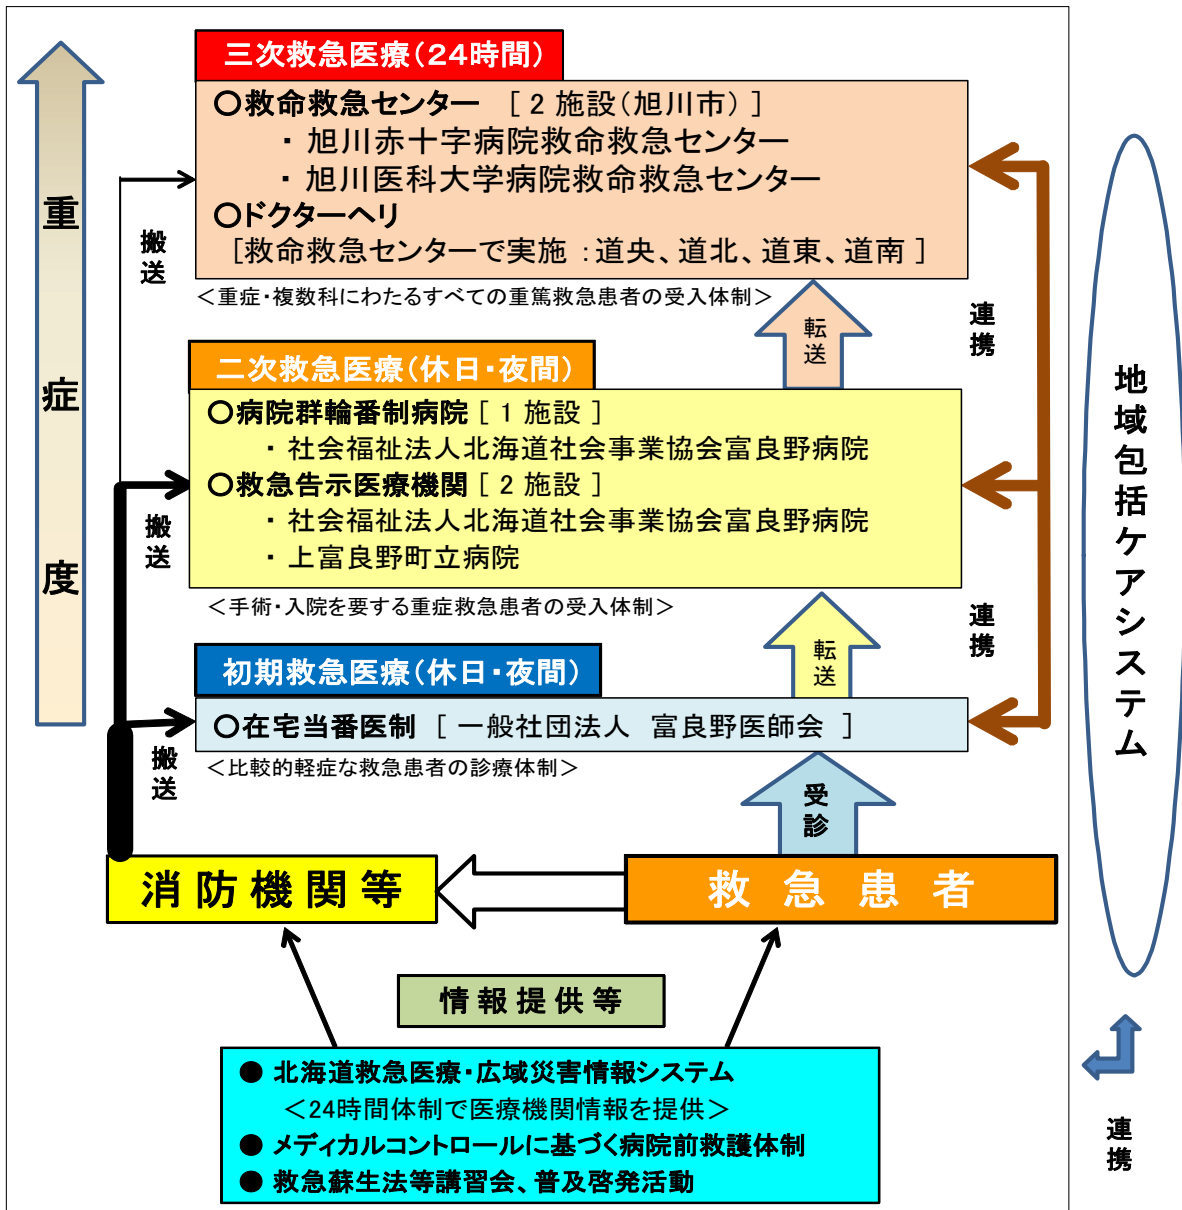 三次救急医療(24時間)
○救命救急センター [ 2 施設(旭川市) ]
・ 旭川赤十字病院救命救急センター
・ 旭川医科大学病院救命救急センター
○ドクターヘリ
[救命救急センターで実施 : 道央、道北、道東、道南 ]
<重症・複数科にわたるすべての重篤救急患者の受入体制>
重症度
搬送
転送
連携
二次救急医療(休日・夜間)
○病院群輪番制病院 [ 1 施設 ]
・ 社会福祉法人北海道社会事業協会富良野病院
○救急告示医療機関 [ 2 施設 ]
・ 社会福祉法人北海道社会事業協会富良野病院
・ 上富良野町立病院
<手術・入院を要する重症救急患者の受入体制>
搬送
転送
連携
地域包括ケアシステム
初期救急医療(休日・夜間)
○在宅当番医制 [ 一般社団法人 富良野医師会 ]
<比較的軽症な救急患者の診療体制>
搬送
受診
消防機関等
救急患者
情報提供等
● 北海道救急医療・広域災害情報システム
<24時間体制で医療機関情報を提供>
● メディカルコントロールに基づく病院前救護体制
● 救急蘇生法等講習会、普及啓発活動
連携